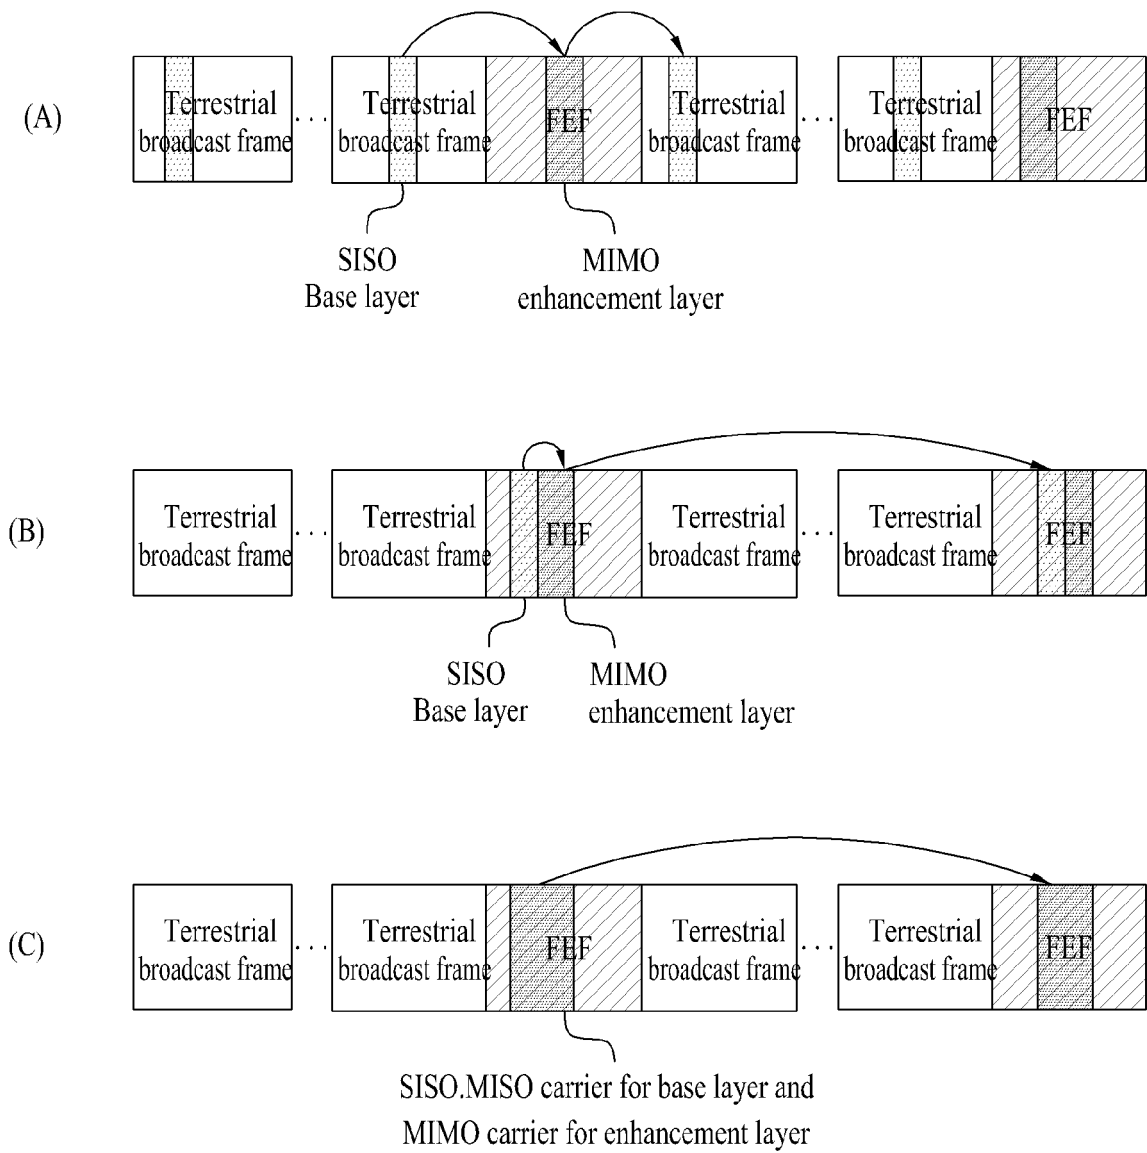 (A)
Terrestrial
broadcast frame
. . .
Terrestrial
broadcast frame
FEF
Terrestrial
broadcast frame
. . .
Terrestrial
broadcast frame
FEF
SISO
Base layer
MIMO
enhancement layer
(B)
Terrestrial
broadcast frame
. . .
Terrestrial
broadcast frame
FEF
Terrestrial
broadcast frame
. . .
Terrestrial
broadcast frame
FEF
SISO
Base layer
MIMO
enhancement layer
(C)
Terrestrial
broadcast frame
. . .
Terrestrial
broadcast frame
FEF
Terrestrial
broadcast frame
. . .
Terrestrial
broadcast frame
FEF
SISO.MISO carrier for base layer and
MIMO carrier for enhancement layer